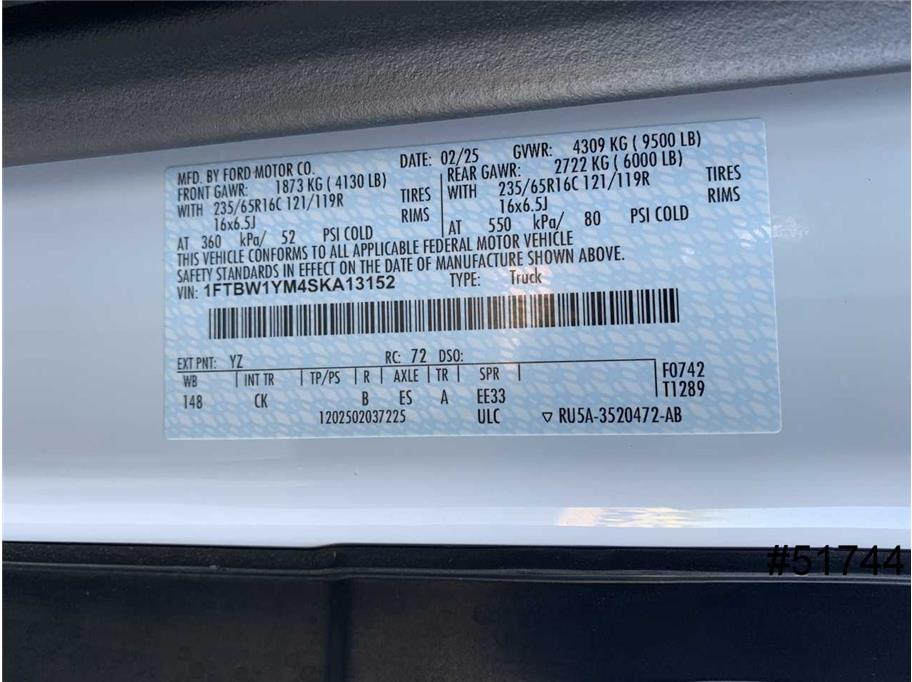 MFD. BY FORD MOTOR CO. DATE: 02/25 GVWR: 4309 KG ( 9500 LB)
FRONT GAWR: 1873 KG ( 4130 LB) REAR GAWR: 2722 KG ( 6000 LB)
WITH 235/65R16C 121/119R TIRES WITH 235/65R16C 121/119R TIRES
16x6.5J RIMS 16x6.5J RIMS
AT 360 kPa/ 52 PSI COLD AT 550 kPa/ 80 PSI COLD
THIS VEHICLE CONFORMS TO ALL APPLICABLE FEDERAL MOTOR VEHICLE
SAFETY STANDARDS IN EFFECT ON THE DATE OF MANUFACTURE SHOWN ABOVE.
VIN: 1FTBW1YM4SKA13152 TYPE: Truck
EXT PNT: YZ RC: 72 DSO:
WB INT TR TP/PS R AXLE TR SPR F0742
148 CK B ES A EE33 T1289
1202502037225 ULC ▽ RU5A-3520472-AB
#51744